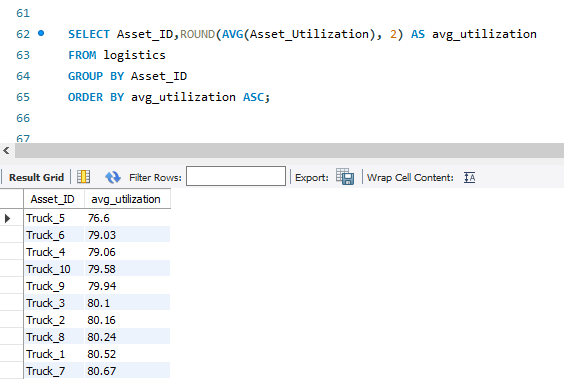 61
62 SELECT Asset_ID,ROUND(AVG(Asset_Utilization), 2) AS avg_utilization
63 FROM logistics
64 GROUP BY Asset_ID
65 ORDER BY avg_utilization ASC;
66
67
Result Grid Filter Rows: Export: Wrap Cell Content: IA
Asset_ID avg_utilization
Truck_5 76.6
Truck_6 79.03
Truck_4 79.06
Truck_10 79.58
Truck_9 79.94
Truck_3 80.1
Truck_2 80.16
Truck_8 80.24
Truck_1 80.52
Truck_7 80.67